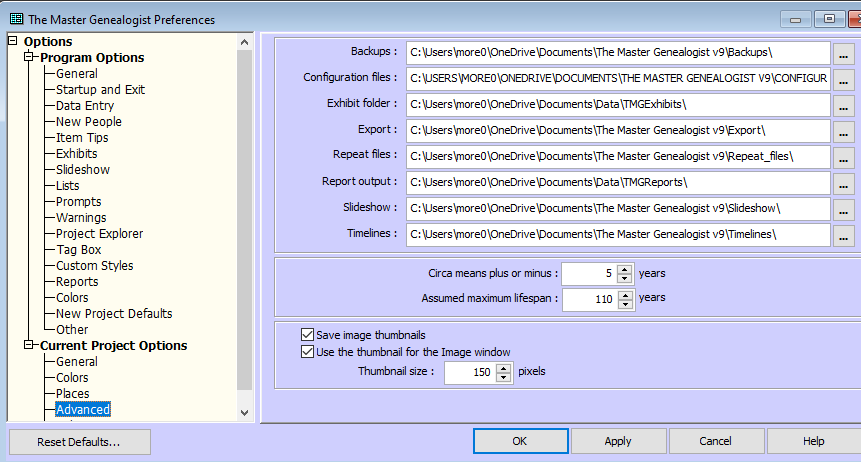 The Master Genealogist Preferences
Options
Program Options
General
Startup and Exit
Data Entry
New People
Item Tips
Exhibits
Slideshow
Lists
Prompts
Warnings
Project Explorer
Tag Box
Custom Styles
Reports
Colors
New Project Defaults
Other
Current Project Options
General
Colors
Places
Advanced
Backups : C:\Users\more0\OneDrive\Documents\The Master Genealogist v9\Backups\ ...
Configuration files : C:\USERS\MORE0\ONEDRIVE\DOCUMENTS\THE MASTER GENEALOGIST V9\CONFIGUR ...
Exhibit folder : C:\Users\more0\OneDrive\Documents\Data\TMGExhibits\ ...
Export : C:\Users\more0\OneDrive\Documents\The Master Genealogist v9\Export\ ...
Repeat files : C:\Users\more0\OneDrive\Documents\The Master Genealogist v9\Repeat_files\ ...
Report output : C:\Users\more0\OneDrive\Documents\Data\TMGReports\ ...
Slideshow : C:\Users\more0\OneDrive\Documents\The Master Genealogist v9\Slideshow\ ...
Timelines : C:\Users\more0\OneDrive\Documents\The Master Genealogist v9\Timelines\ ...
Circa means plus or minus : 5 years
Assumed maximum lifespan : 110 years
Save image thumbnails
Use the thumbnail for the Image window
Thumbnail size : 150 pixels
Reset Defaults... OK Apply Cancel Help